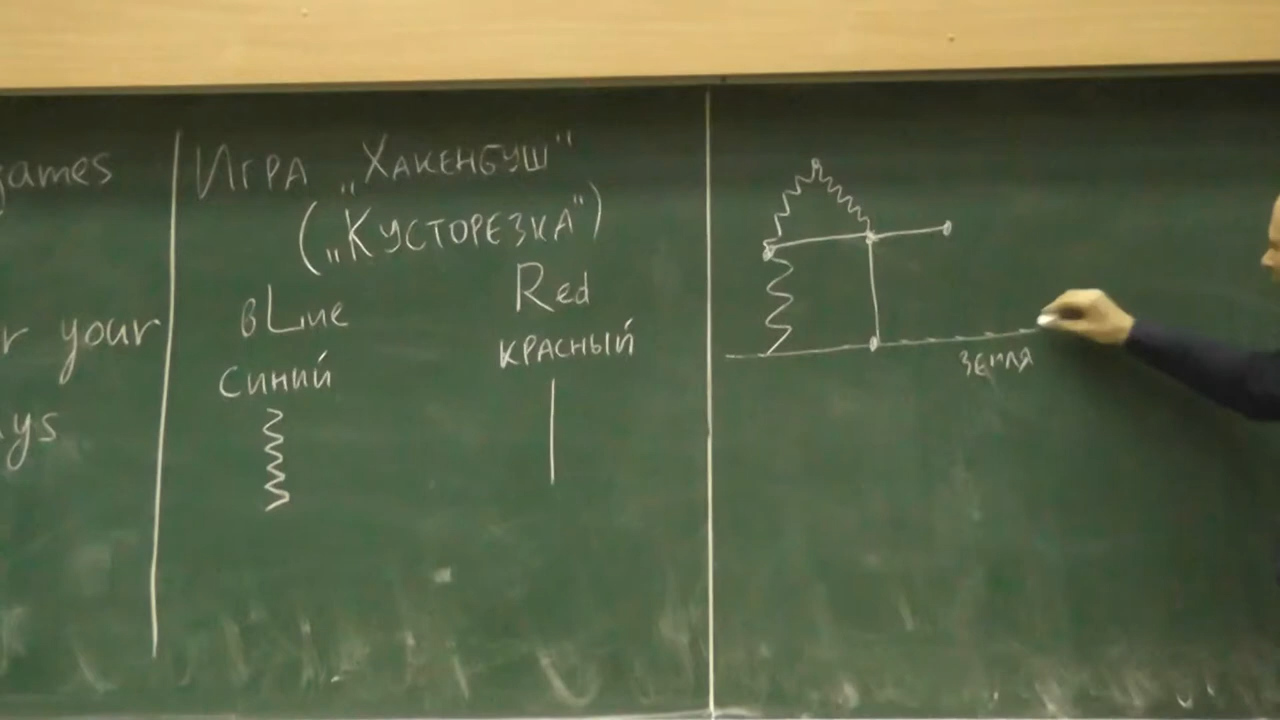 games
r your
ys
Игра „Хакенбуш"
(„Кусторезка")
bLue
синий
Red
красный
земля